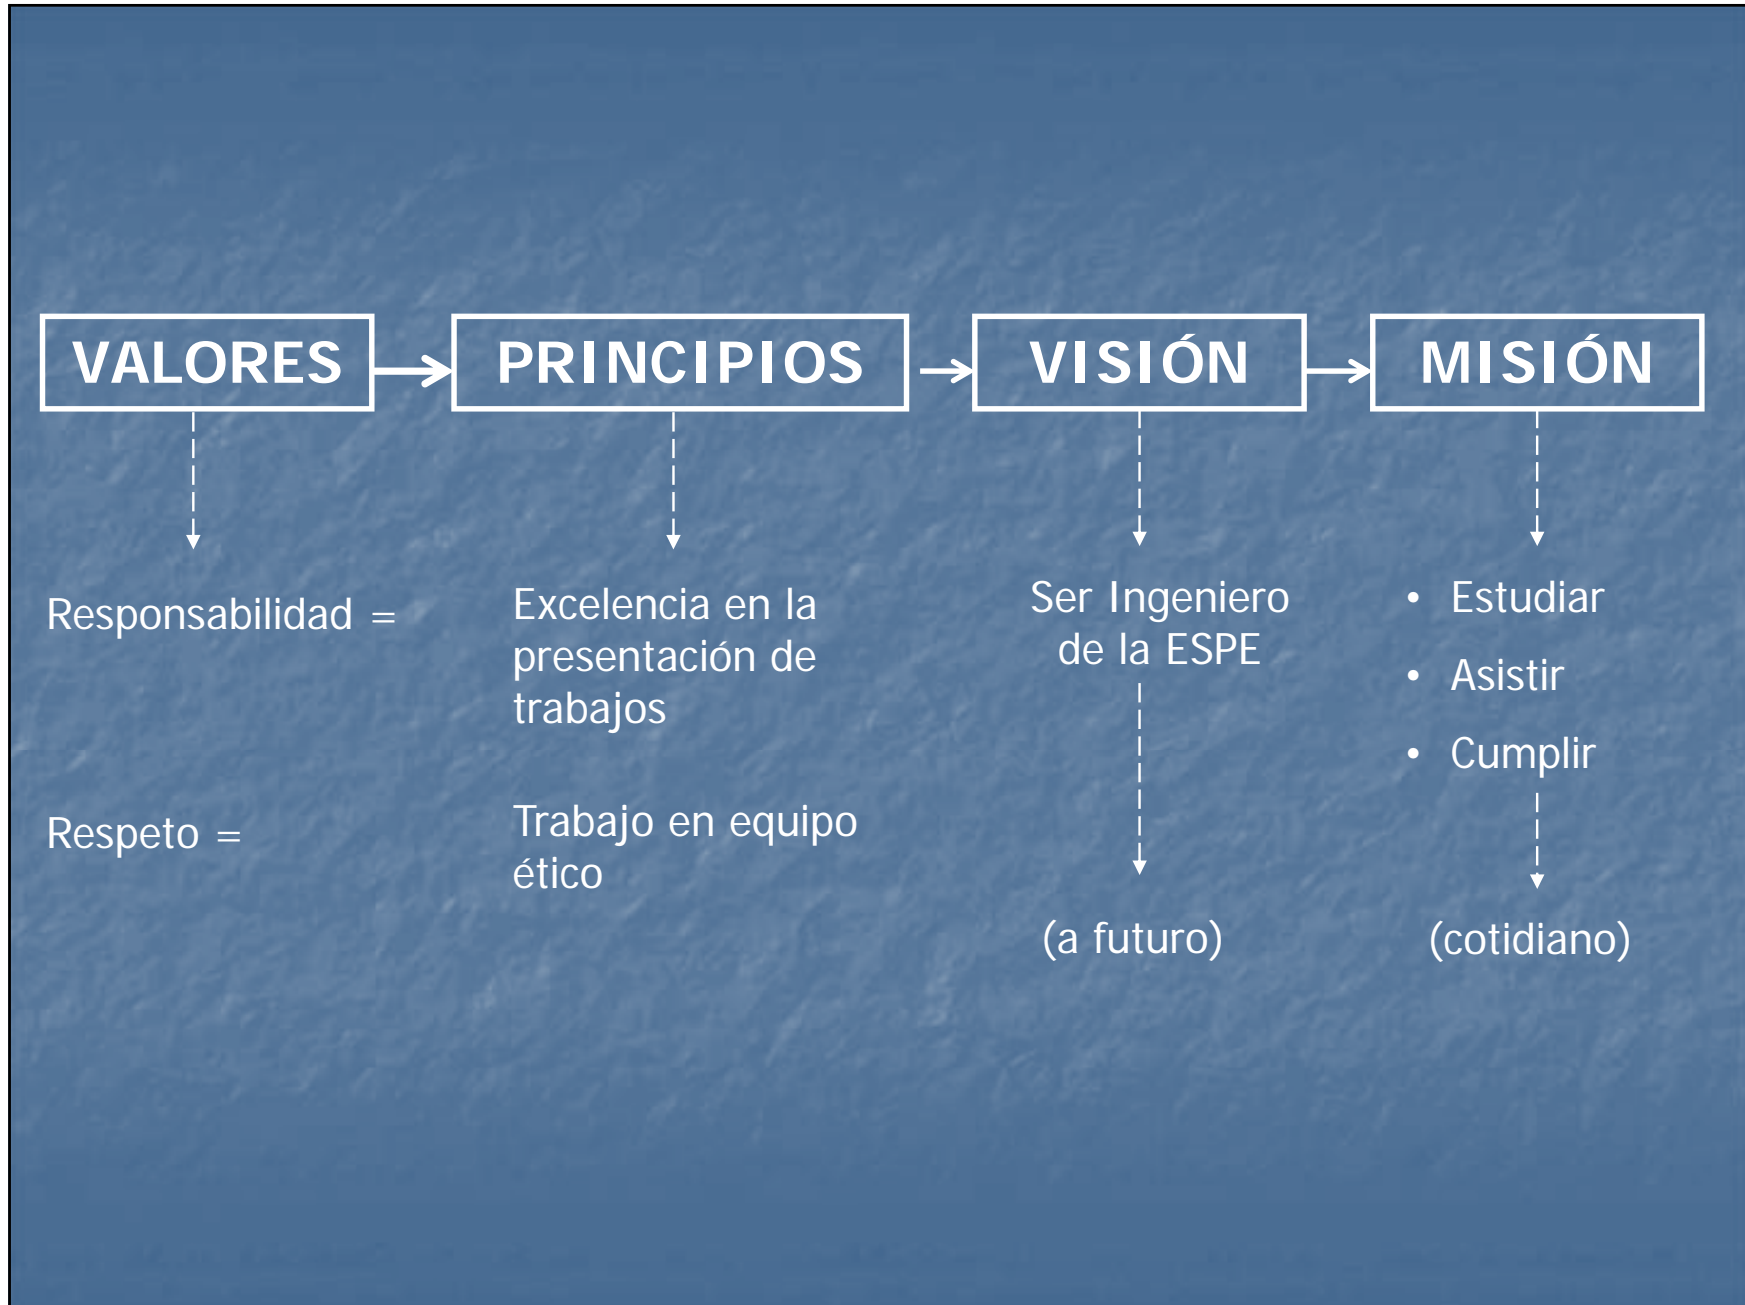 VALORES
PRINCIPIOS
VISIÓN
MISIÓN
Responsabilidad =
Excelencia en la
presentación de
trabajos
Respeto =
Trabajo en equipo
ético
Ser Ingeniero
de la ESPE
(a futuro)
• Estudiar
• Asistir
• Cumplir
(cotidiano)